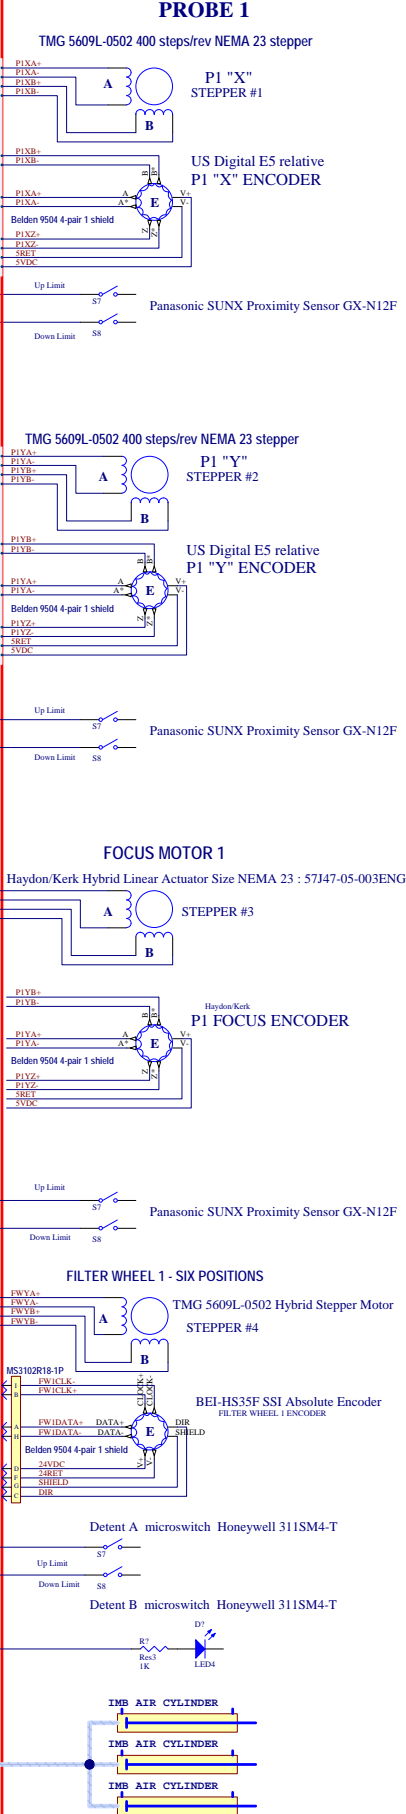 PROBE 1
TMG 5609L-0502 400 steps/rev NEMA 23 stepper
P1XA+
P1XA-
P1XB+
P1XB-
A
B
P1 "X"
STEPPER #1
P1XB+
P1XB-
B
B*
US Digital E5 relative
P1 "X" ENCODER
P1XA+
P1XA-
A
A*
E
V+
V-
Belden 9504 4-pair 1 shield
Z
Z*
P1XZ+
P1XZ-
5RET
5VDC
Up Limit
S7
Panasonic SUNX Proximity Sensor GX-N12F
Down Limit
S8
TMG 5609L-0502 400 steps/rev NEMA 23 stepper
P1YA+
P1YA-
P1YB+
P1YB-
A
B
P1 "Y"
STEPPER #2
P1YB+
P1YB-
B
B*
US Digital E5 relative
P1 "Y" ENCODER
P1YA+
P1YA-
A
A*
E
V+
V-
Belden 9504 4-pair 1 shield
Z
Z*
P1YZ+
P1YZ-
5RET
5VDC
Up Limit
S7
Panasonic SUNX Proximity Sensor GX-N12F
Down Limit
S8
FOCUS MOTOR 1
Haydon/Kerk Hybrid Linear Actuator Size NEMA 23 : 57J47-05-003ENG
A
B
STEPPER #3
P1YB+
P1YB-
B
B*
Haydon/Kerk
P1 FOCUS ENCODER
P1YA+
P1YA-
A
A*
E
V+
V-
Belden 9504 4-pair 1 shield
Z
Z*
P1YZ+
P1YZ-
5RET
5VDC
Up Limit
S7
Panasonic SUNX Proximity Sensor GX-N12F
Down Limit
S8
FILTER WHEEL 1 - SIX POSITIONS
FWYA+
FWYA-
FWYB+
FWYB-
A
B
TMG 5609L-0502 Hybrid Stepper Motor
STEPPER #4
MS3102R18-1P
I
B
A
H
D
F
G
C
FW1CLK-
FW1CLK+
CLOCK+
CLOCK-
BEI-HS35F SSI Absolute Encoder
FILTER WHEEL 1 ENCODER
FW1DATA+
FW1DATA-
DATA+
DATA-
E
DIR
SHIELD
Belden 9504 4-pair 1 shield
V+
V-
24VDC
24RET
SHIELD
DIR
Detent A microswitch Honeywell 311SM4-T
S7
Up Limit
Down Limit
S8
Detent B microswitch Honeywell 311SM4-T
D?
R?
Res3
1K
LED4
IMB AIR CYLINDER
IMB AIR CYLINDER
IMB AIR CYLINDER